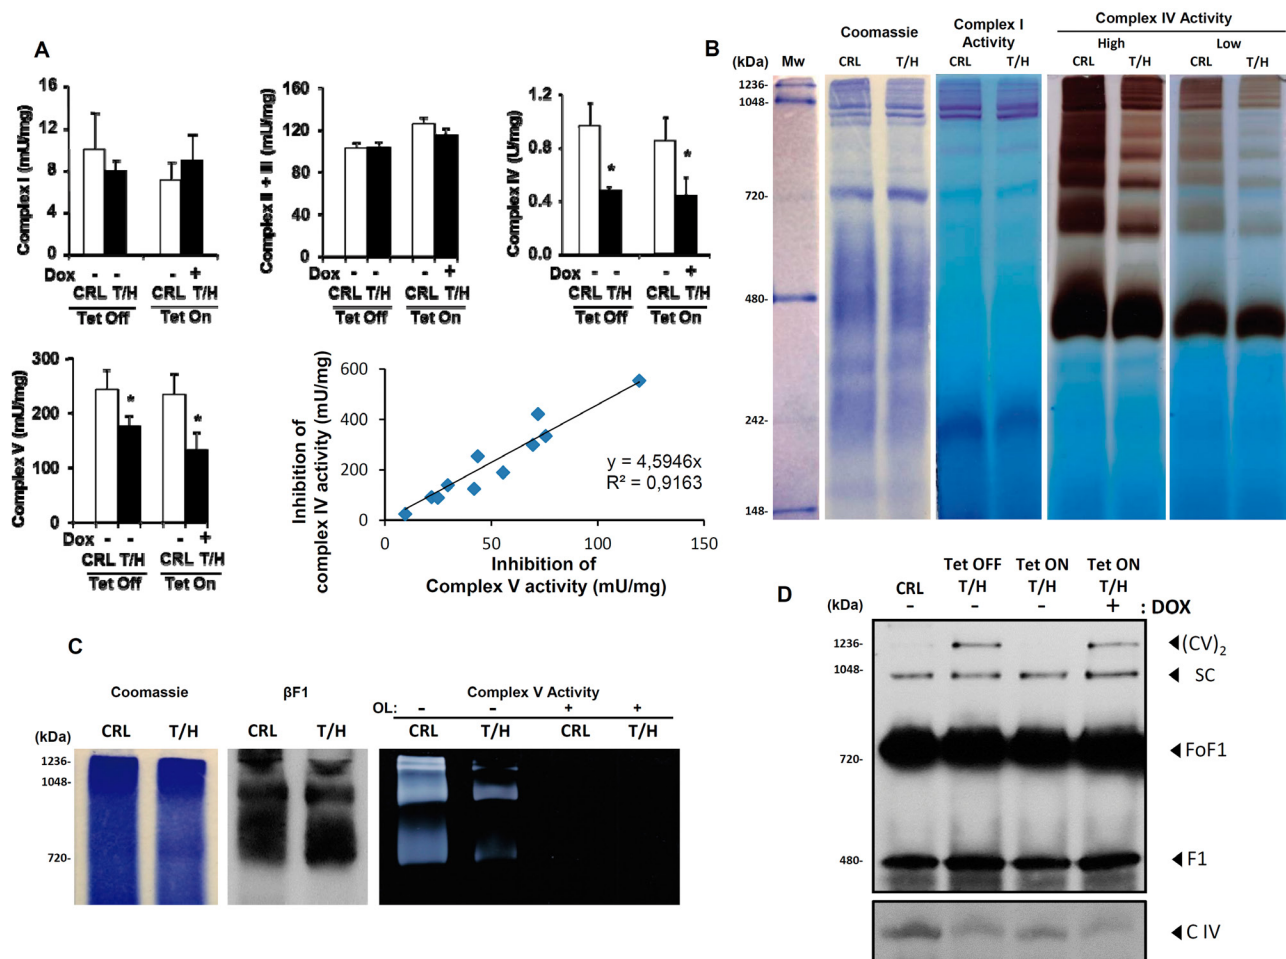 A
Complex I (mU/mg)
16
12
8
4
0
Dox - - - +
CRL T/H CRL T/H
Tet Off Tet On
Complex II + III (mU/mg)
160
120
80
40
0
Dox - - - +
CRL T/H CRL T/H
Tet Off Tet On
Complex IV (U/mg)
1.2
0.8
0.4
0.0
* *
Dox - - - +
CRL T/H CRL T/H
Tet Off Tet On
Complex V (mU/mg)
300
200
100
0
* *
Dox - - - +
CRL T/H CRL T/H
Tet Off Tet On
Inhibition of
complex IV activity (mU/mg)
600
400
200
0
y = 4,5946x
R² = 0,9163
0 50 100 150
Inhibition of
Complex V activity (mU/mg)
B
Coomassie
Complex I
Activity
Complex IV Activity
High Low
(kDa) Mw CRL T/H CRL T/H CRL T/H CRL T/H
1236-
1048-
720-
480-
242-
148-
C
Coomassie βF1 Complex V Activity
OL: - - + +
(kDa) CRL T/H CRL T/H CRL T/H CRL T/H
1236-
1048-
720-
D
Tet OFF Tet ON Tet ON
(kDa) CRL T/H T/H T/H
- - - + : DOX
1236-
1048-
720-
480-
(CV)₂
SC
FoF1
F1
C IV